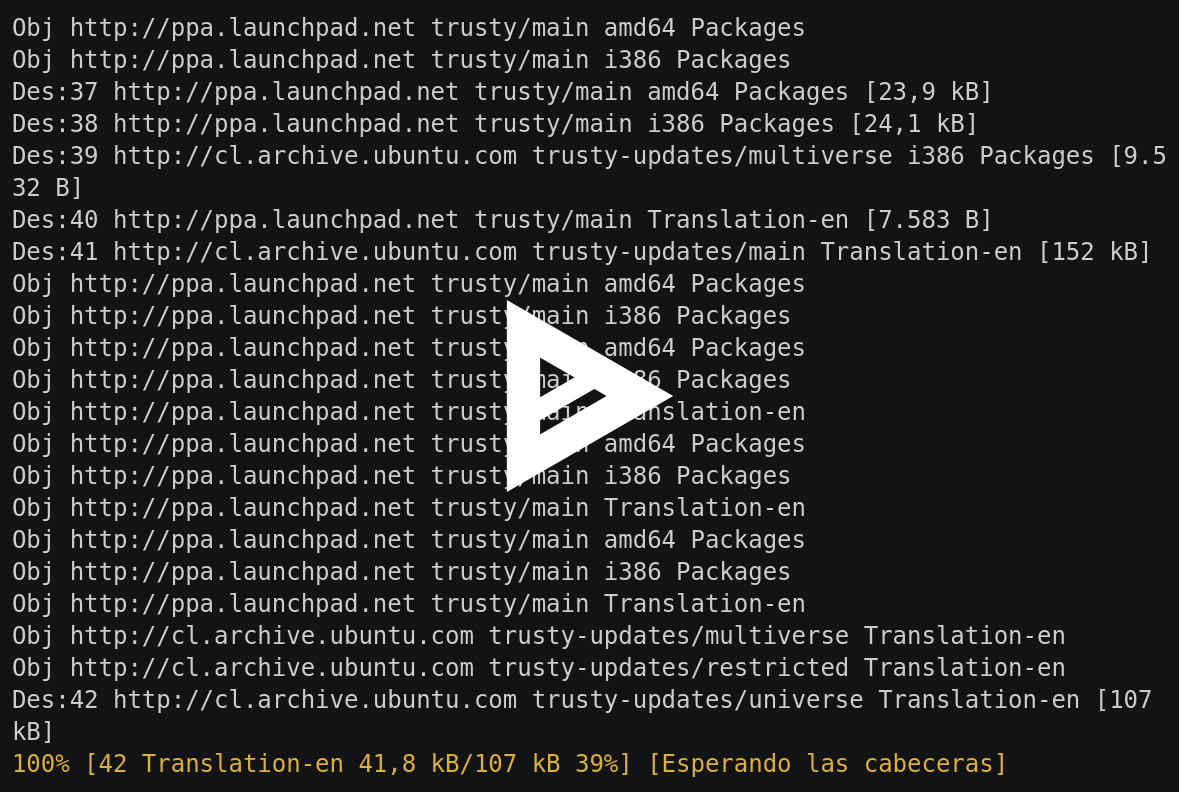 Obj http://ppa.launchpad.net trusty/main amd64 Packages
Obj http://ppa.launchpad.net trusty/main i386 Packages
Des:37 http://ppa.launchpad.net trusty/main amd64 Packages [23,9 kB]
Des:38 http://ppa.launchpad.net trusty/main i386 Packages [24,1 kB]
Des:39 http://cl.archive.ubuntu.com trusty-updates/multiverse i386 Packages [9.5
32 B]
Des:40 http://ppa.launchpad.net trusty/main Translation-en [7.583 B]
Des:41 http://cl.archive.ubuntu.com trusty-updates/main Translation-en [152 kB]
Obj http://ppa.launchpad.net trusty/main amd64 Packages
Obj http://ppa.launchpad.net trusty/main i386 Packages
Obj http://ppa.launchpad.net trusty amd64 Packages
Obj http://ppa.launchpad.net trusty Packages
Obj http://ppa.launchpad.net trusty
Obj http://ppa.launchpad.net trusty amd64 Packages
Obj http://ppa.launchpad.net trusty/main i386 Packages
Obj http://ppa.launchpad.net trusty/main Translation-en
Obj http://ppa.launchpad.net trusty/main amd64 Packages
Obj http://ppa.launchpad.net trusty/main i386 Packages
Obj http://ppa.launchpad.net trusty/main Translation-en
Obj http://cl.archive.ubuntu.com trusty-updates/multiverse Translation-en
Obj http://cl.archive.ubuntu.com trusty-updates/restricted Translation-en
Des:42 http://cl.archive.ubuntu.com trusty-updates/universe Translation-en [107
kB]
100% [42 Translation-en 41,8 kB/107 kB 39%] [Esperando las cabeceras]